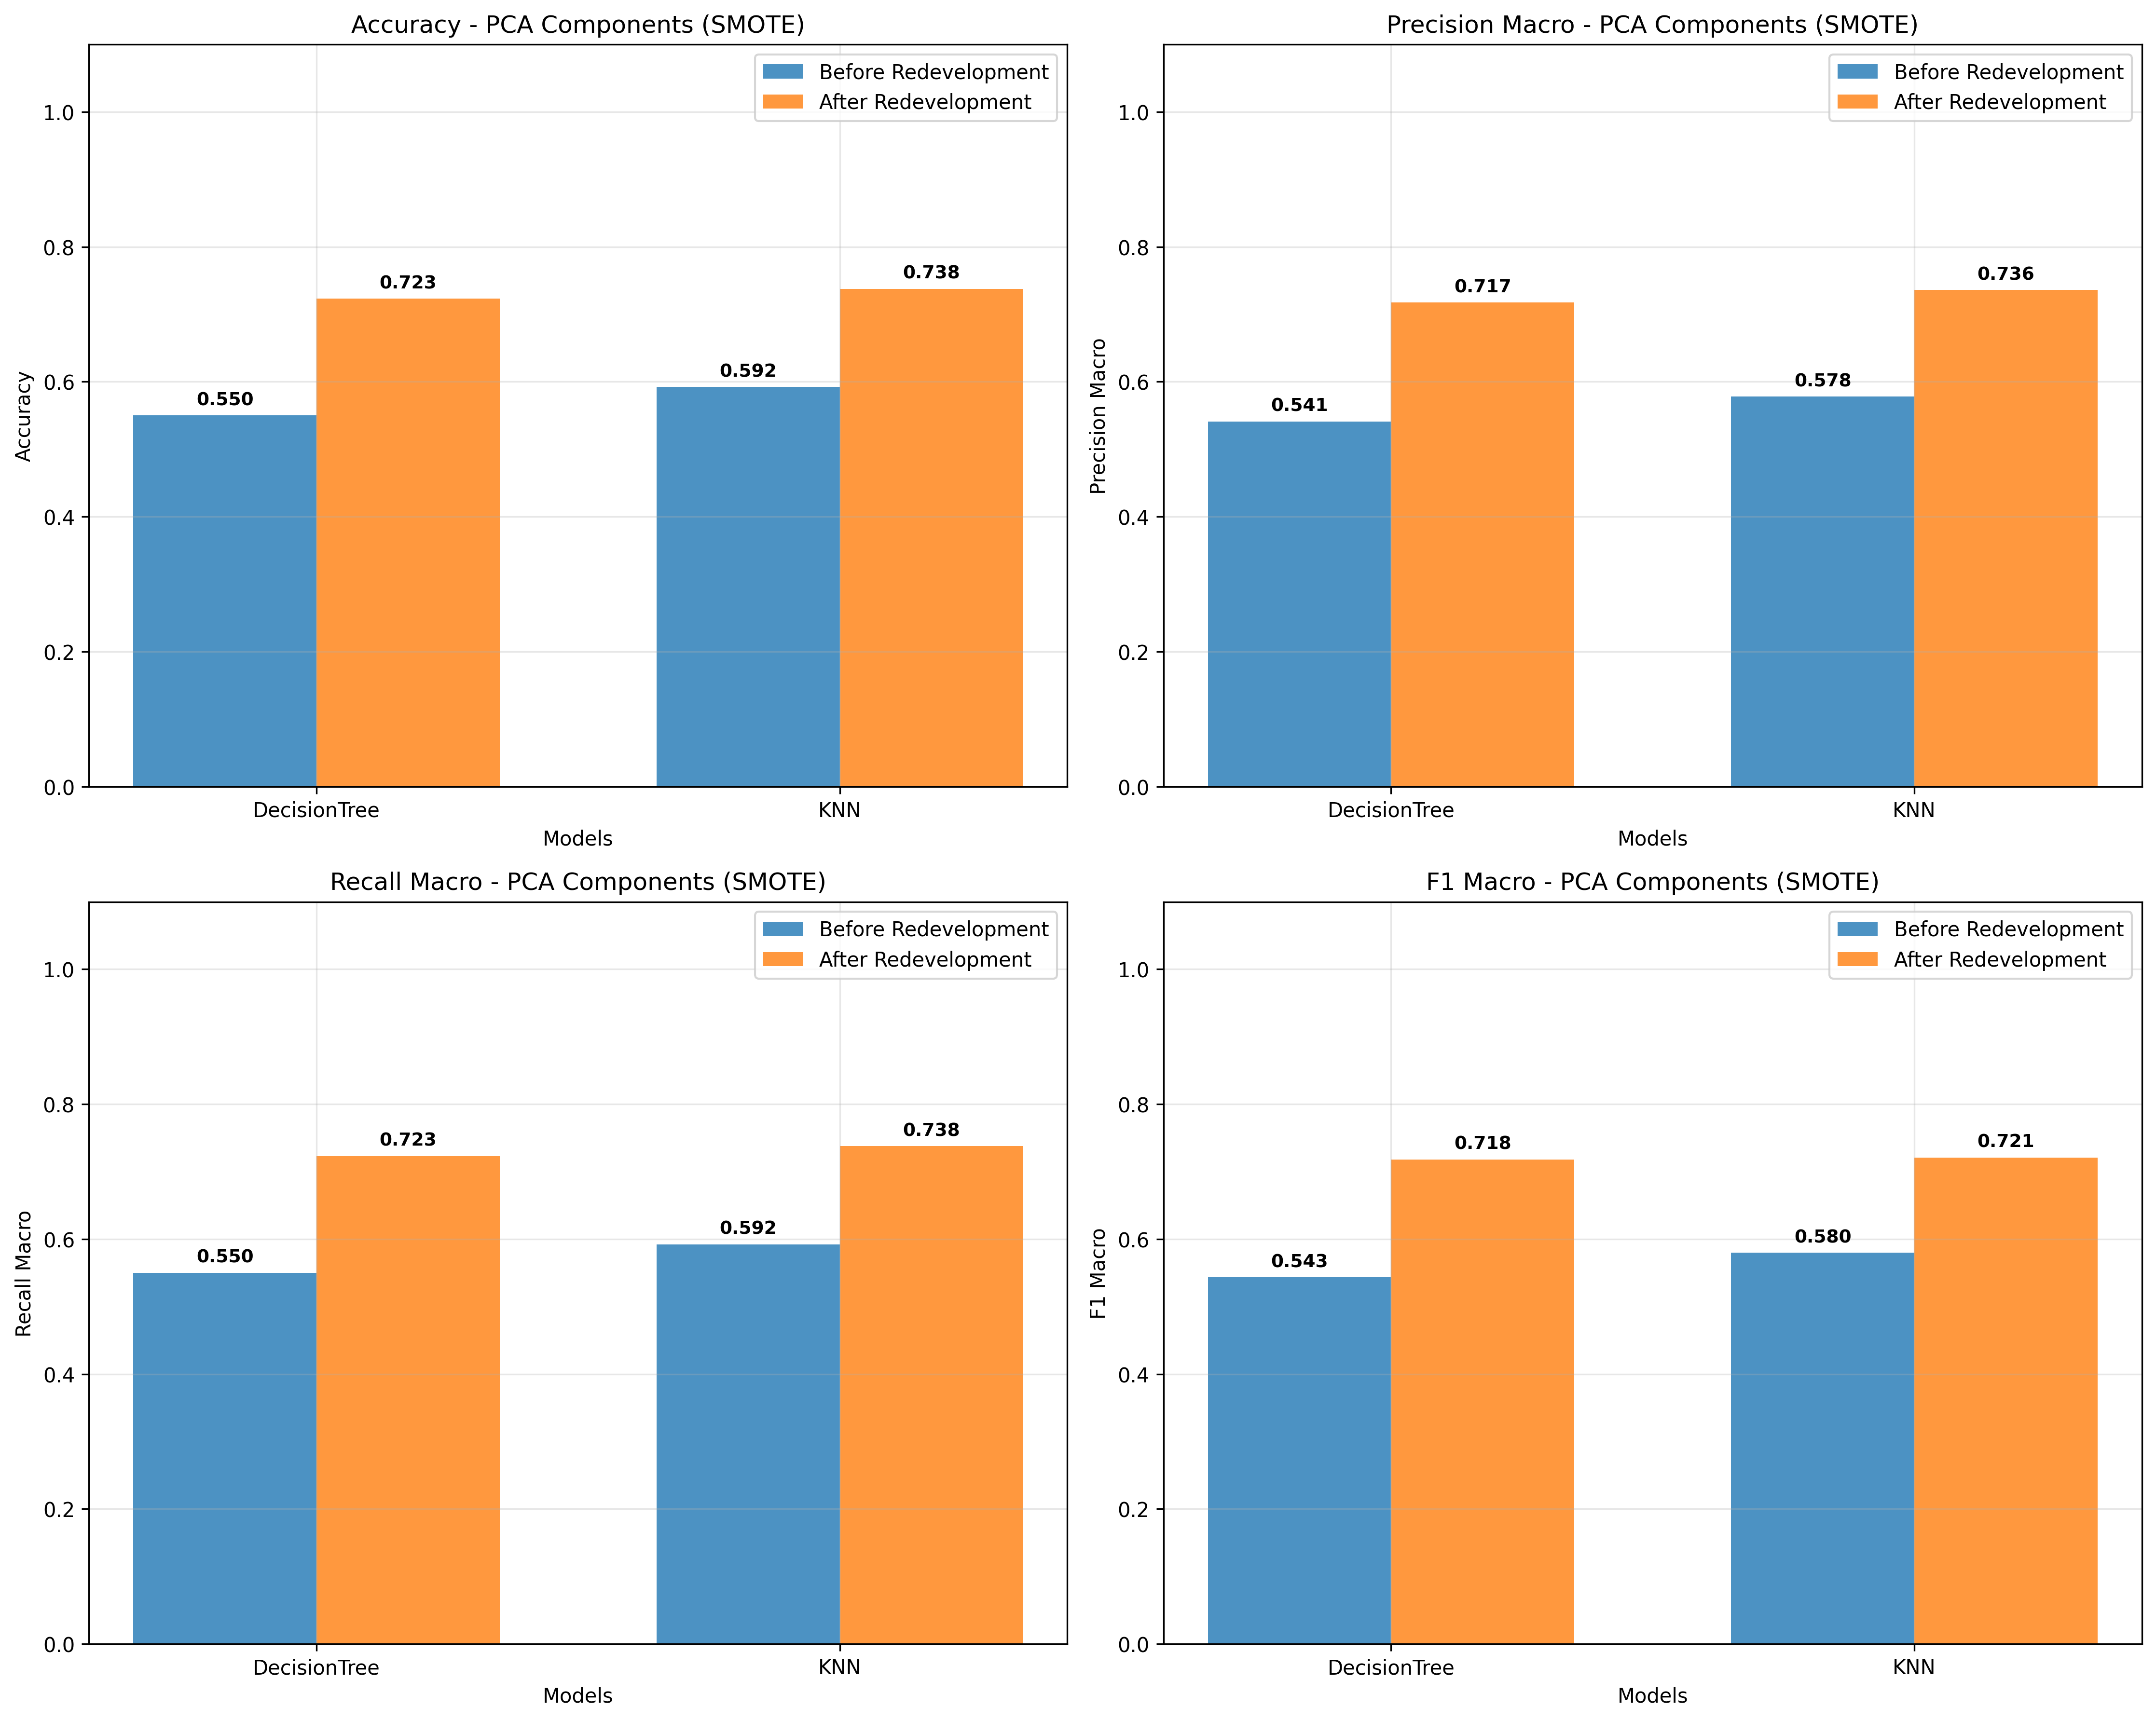 Accuracy - PCA Components (SMOTE)
Before Redevelopment
After Redevelopment
Accuracy
1.0
0.8
0.6
0.4
0.2
0.0
0.550
0.723
0.592
0.738
DecisionTree
KNN
Models
Precision Macro - PCA Components (SMOTE)
Before Redevelopment
After Redevelopment
Precision Macro
1.0
0.8
0.6
0.4
0.2
0.0
0.541
0.717
0.578
0.736
DecisionTree
KNN
Models
Recall Macro - PCA Components (SMOTE)
Before Redevelopment
After Redevelopment
Recall Macro
1.0
0.8
0.6
0.4
0.2
0.0
0.550
0.723
0.592
0.738
DecisionTree
KNN
Models
F1 Macro - PCA Components (SMOTE)
Before Redevelopment
After Redevelopment
F1 Macro
1.0
0.8
0.6
0.4
0.2
0.0
0.543
0.718
0.580
0.721
DecisionTree
KNN
Models